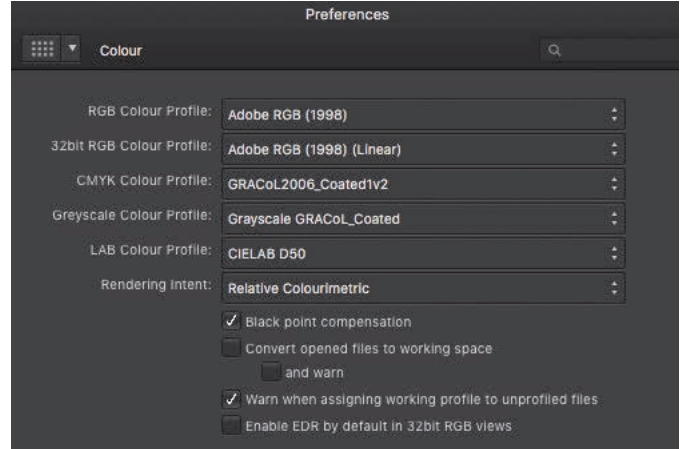 Preferences
Colour
RGB Colour Profile: Adobe RGB (1998)
32bit RGB Colour Profile: Adobe RGB (1998) (Linear)
CMYK Colour Profile: GRACoL2006_Coated1v2
Greyscale Colour Profile: Grayscale GRACoL_Coated
LAB Colour Profile: CIELAB D50
Rendering Intent: Relative Colourimetric
Black point compensation
Convert opened files to working space
and warn
Warn when assigning working profile to unprofiled files
Enable EDR by default in 32bit RGB views